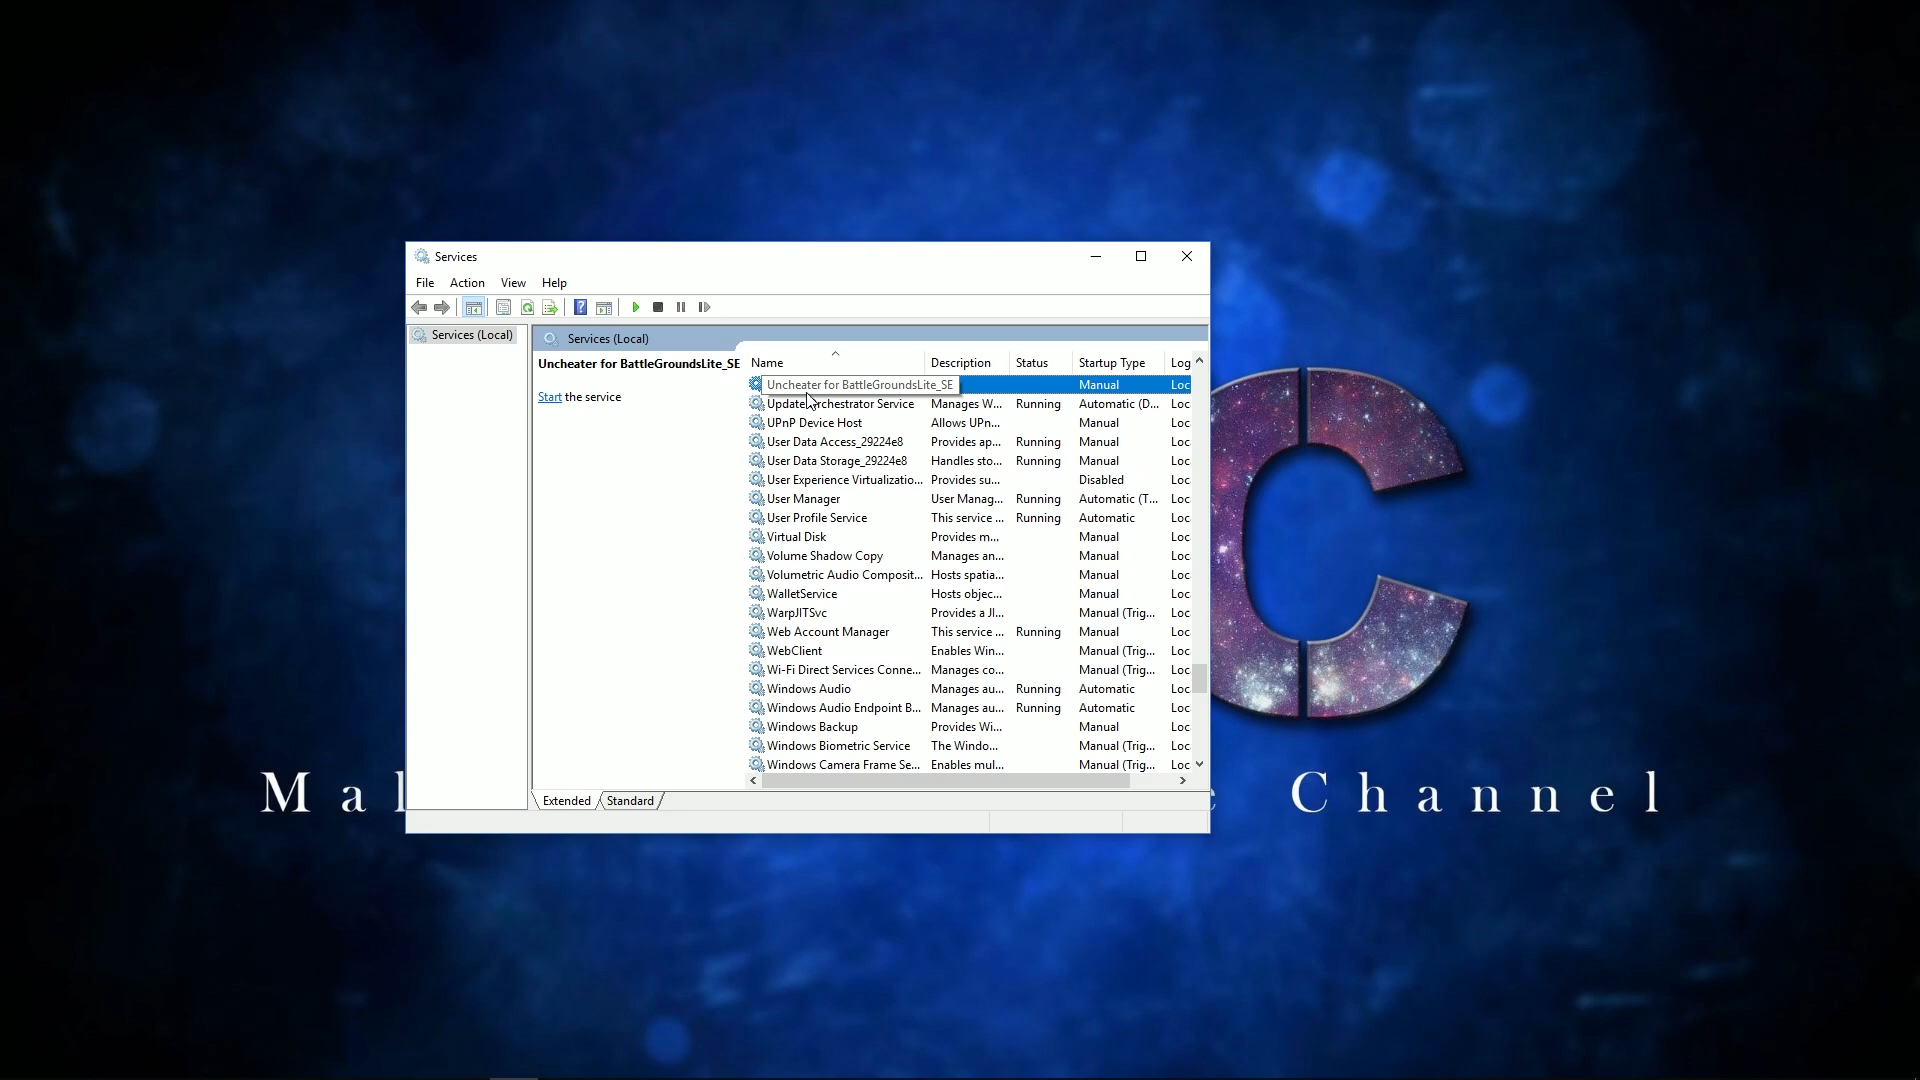 Services
File Action View Help
Services (Local)
Services (Local)
Uncheater for BattleGroundsLite_SE
Start the service
Name Description Status Startup Type Log
Uncheater for BattleGroundsLite_SE Manual Loc
Update Orchestrator Service Manages W... Running Automatic (D... Loc
UPnP Device Host Allows UPn... Manual Loc
User Data Access_29224e8 Provides ap... Running Manual Loc
User Data Storage_29224e8 Handles sto... Running Manual Loc
User Experience Virtualizatio... Provides su... Disabled Loc
User Manager User Manag... Running Automatic (T... Loc
User Profile Service This service ... Running Automatic Loc
Virtual Disk Provides m... Manual Loc
Volume Shadow Copy Manages an... Manual Loc
Volumetric Audio Composit... Hosts spatia... Manual Loc
WalletService Hosts objec... Manual Loc
WarpJITSvc Provides a JI... Manual (Trig... Loc
Web Account Manager This service ... Running Manual Loc
WebClient Enables Win... Manual (Trig... Loc
Wi-Fi Direct Services Conne... Manages co... Manual (Trig... Loc
Windows Audio Manages au... Running Automatic Loc
Windows Audio Endpoint B... Manages au... Running Automatic Loc
Windows Backup Provides Wi... Manual Loc
Windows Biometric Service The Windo... Manual (Trig... Loc
Windows Camera Frame Se... Enables mul... Manual (Trig... Loc
Extended Standard
C
Channel